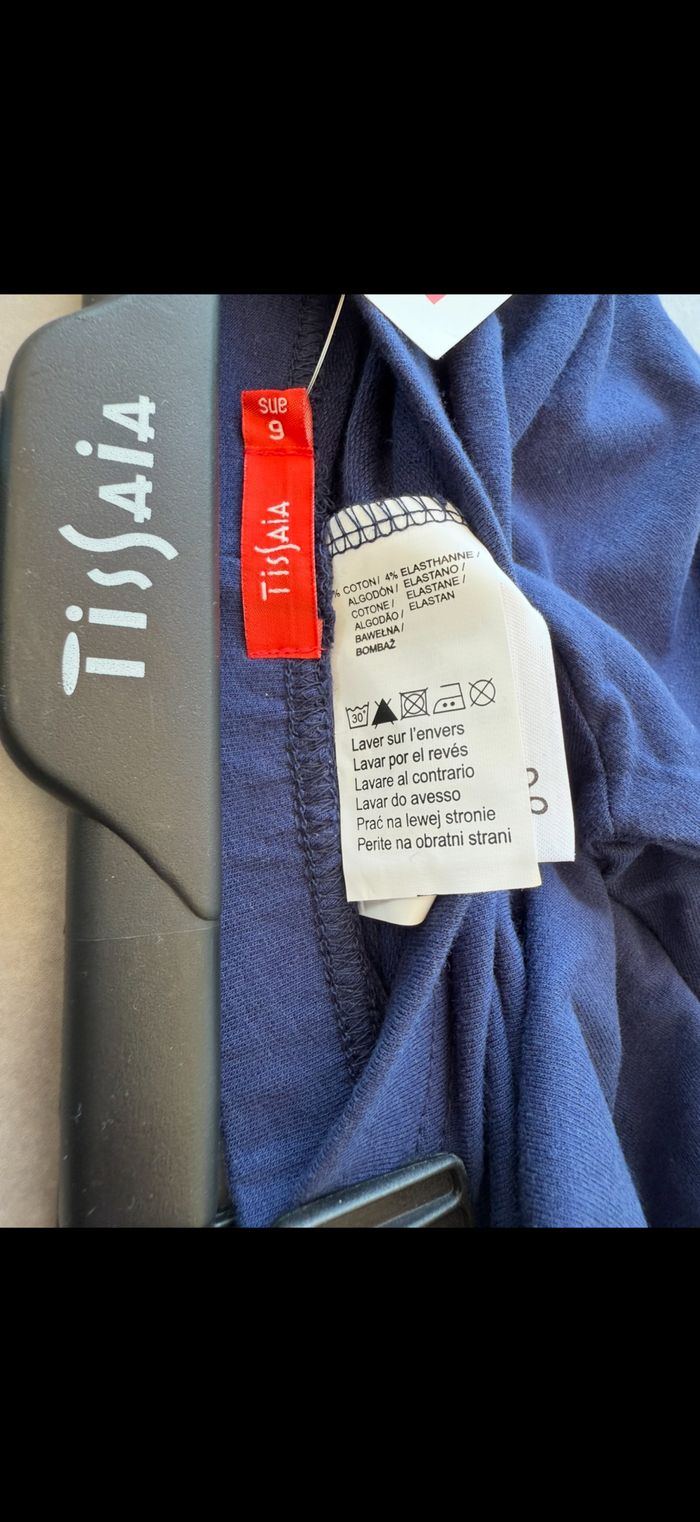 TISSAIA
6
ans
TISSAIA
% COTON/ 4% ELASTHANNE/
ALGODÓN/ ELASTANO/
COTONE/ ELASTANE/
ALGODÃO/ ELASTAN
BAWEŁNA/
BOMBAŽ
30°
Laver sur l'envers
Lavar por el revés
Lavare al contrario
Lavar do avesso
Prać na lewej stronie
Perite na obratni strani